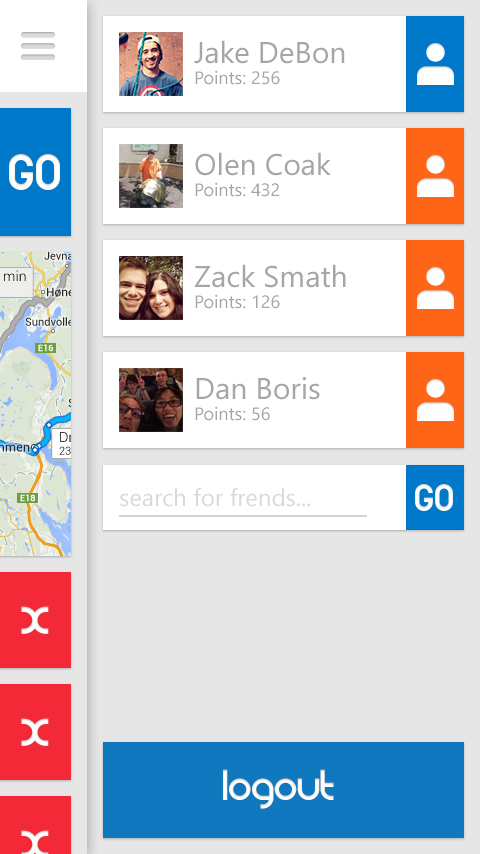 GO
min
Jevna
Høne
Sundvolle
E16
mmen
Dr
23
E18
Jake DeBon
Points: 256
Olen Coak
Points: 432
Zack Smath
Points: 126
Dan Boris
Points: 56
search for frends...
GO
logout